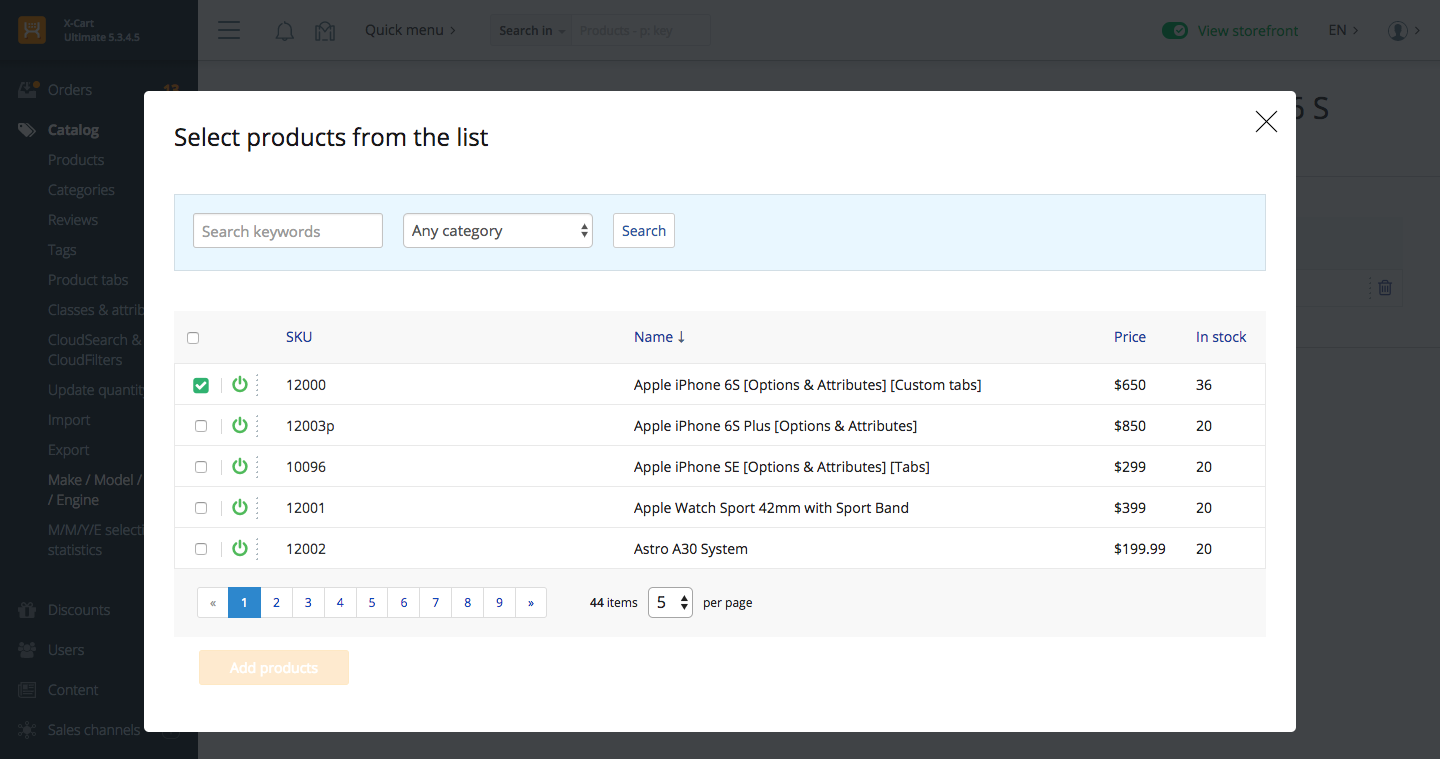 X-Cart
Ultimate 5.3.4.5
Quick menu
Search in
Products - p: key
View storefront
EN
Orders
Catalog
Products
Categories
Reviews
Tags
Product tabs
Classes & attrib
CloudSearch &
CloudFilters
Update quantity
Import
Export
Make / Model /
/ Engine
M/M/Y/E selecti
statistics
Discounts
Users
Content
Sales channels
6 S
Select products from the list
Search keywords
Any category
Search
SKU Name ↓ Price In stock
12000 Apple iPhone 6S [Options & Attributes] [Custom tabs] $650 36
12003p Apple iPhone 6S Plus [Options & Attributes] $850 20
10096 Apple iPhone SE [Options & Attributes] [Tabs] $299 20
12001 Apple Watch Sport 42mm with Sport Band $399 20
12002 Astro A30 System $199.99 20
« 1 2 3 4 5 6 7 8 9 » 44 items 5 per page
Add products